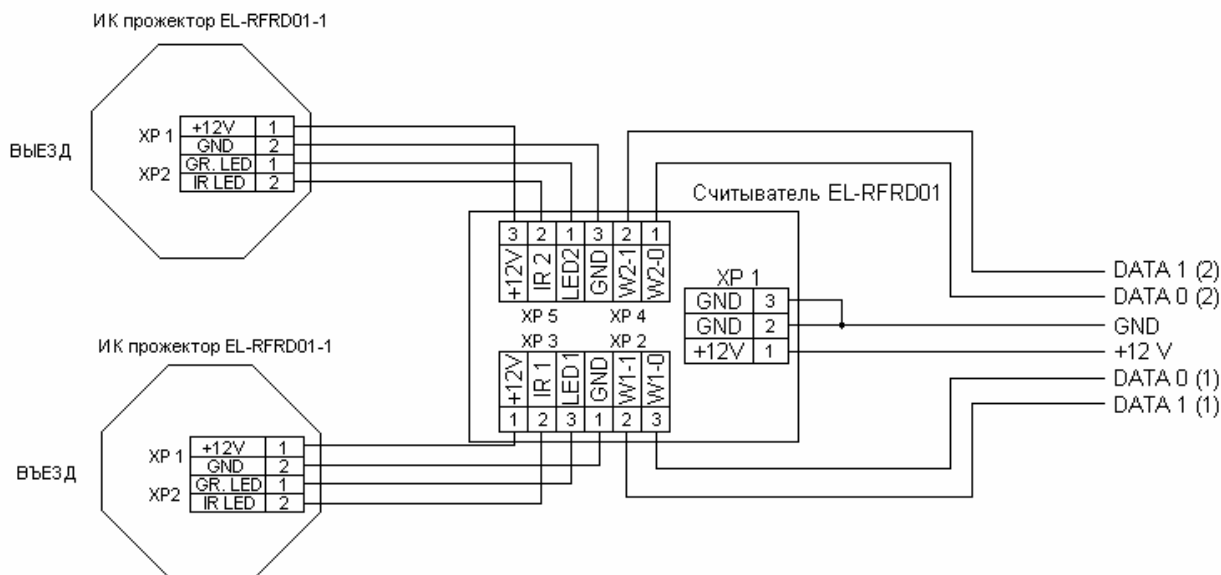 ИК прожектор EL-RFRD01-1
ВЫЕЗД
XP 1
+12V 1
GND 2
XP2
GR. LED 1
IR LED 2
Считыватель EL-RFRD01
3 2 1 3 2 1
+12V IR 2 LED2 GND W2-1 W2-0
XP 5 XP 4
XP 3 XP 2
+12V IR 1 LED1 GND W1-1 W1-0
1 2 3 1 2 3
XP 1
GND 3
GND 2
+12V 1
DATA 1 (2)
DATA 0 (2)
GND
+12 V
DATA 0 (1)
DATA 1 (1)
ИК прожектор EL-RFRD01-1
ВЪЕЗД
XP 1
+12V 1
GND 2
XP2
GR. LED 1
IR LED 2